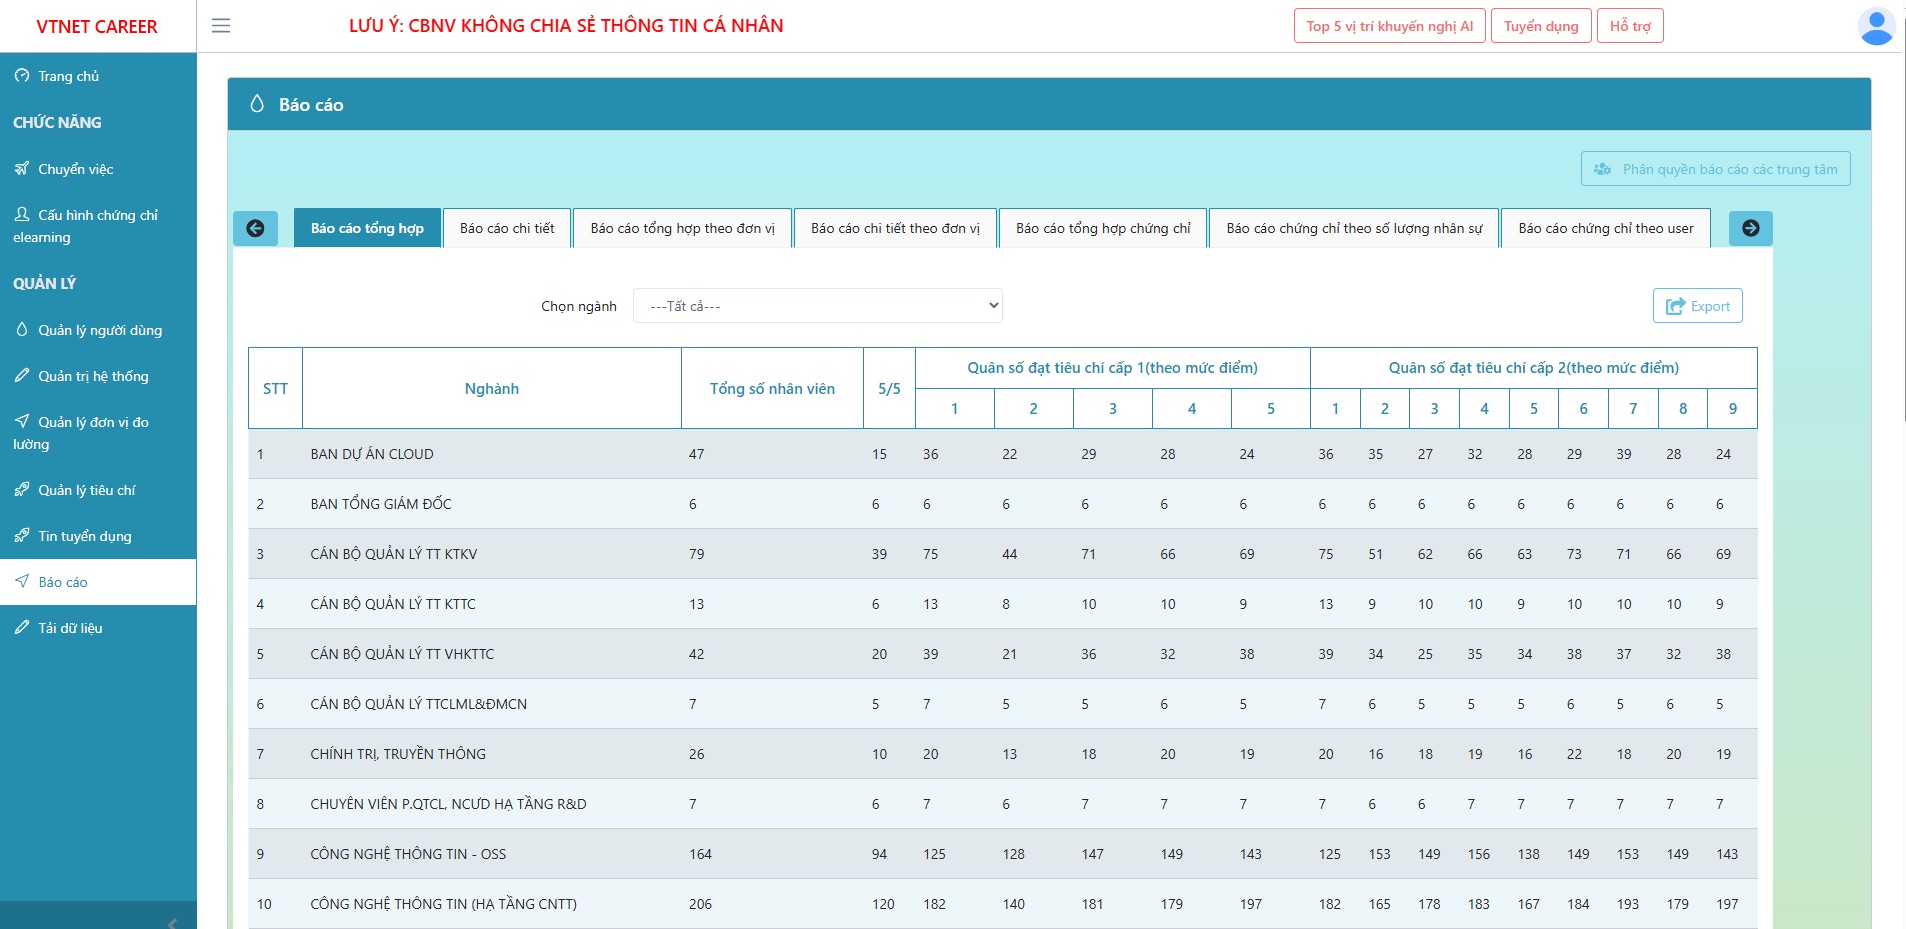 VTNET CAREER
LƯU Ý: CBNV KHÔNG CHIA SẺ THÔNG TIN CÁ NHÂN
Top 5 vị trí khuyến nghị AI
Tuyển dụng
Hỗ trợ
Trang chủ
CHỨC NĂNG
Chuyển việc
Cấu hình chứng chỉ
elearning
QUẢN LÝ
Quản lý người dùng
Quản trị hệ thống
Quản lý đơn vị đo
lường
Quản lý tiêu chí
Tin tuyển dụng
Báo cáo
Tải dữ liệu
Báo cáo
Phân quyền báo cáo các trung tâm
Báo cáo tổng hợp
Báo cáo chi tiết
Báo cáo tổng hợp theo đơn vị
Báo cáo chi tiết theo đơn vị
Báo cáo tổng hợp chứng chỉ
Báo cáo chứng chỉ theo số lượng nhân sự
Báo cáo chứng chỉ theo user
Chọn ngành ---Tất cả---
Export
STT Nghành Tổng số nhân viên 5/5 Quân số đạt tiêu chí cấp 1(theo mức điểm) Quân số đạt tiêu chí cấp 2(theo mức điểm)
1 2 3 4 5 1 2 3 4 5 6 7 8 9
1 BAN DỰ ÁN CLOUD 47 15 36 22 29 28 24 36 35 27 32 28 29 39 28 24
2 BAN TỔNG GIÁM ĐỐC 6 6 6 6 6 6 6 6 6 6 6 6 6 6 6 6
3 CÁN BỘ QUẢN LÝ TT KTKV 79 39 75 44 71 66 69 75 51 62 66 63 73 71 66 69
4 CÁN BỘ QUẢN LÝ TT KTTC 13 6 13 8 10 10 9 13 9 10 10 9 10 10 10 9
5 CÁN BỘ QUẢN LÝ TT VHKTTC 42 20 39 21 36 32 38 39 34 25 35 34 38 37 32 38
6 CÁN BỘ QUẢN LÝ TTCLML&ĐMCN 7 5 7 5 5 6 5 7 6 5 5 5 6 5 6 5
7 CHÍNH TRỊ, TRUYỀN THÔNG 26 10 20 13 18 20 19 20 16 18 19 16 22 18 20 19
8 CHUYÊN VIÊN P.QTCL, NCƯD HẠ TẦNG R&D 7 6 7 6 7 7 7 7 6 6 7 7 7 7 7 7
9 CÔNG NGHỆ THÔNG TIN - OSS 164 94 125 128 147 149 143 125 153 149 156 138 149 153 149 143
10 CÔNG NGHỆ THÔNG TIN (HẠ TẦNG CNTT) 206 120 182 140 181 179 197 182 165 178 183 167 184 193 179 197